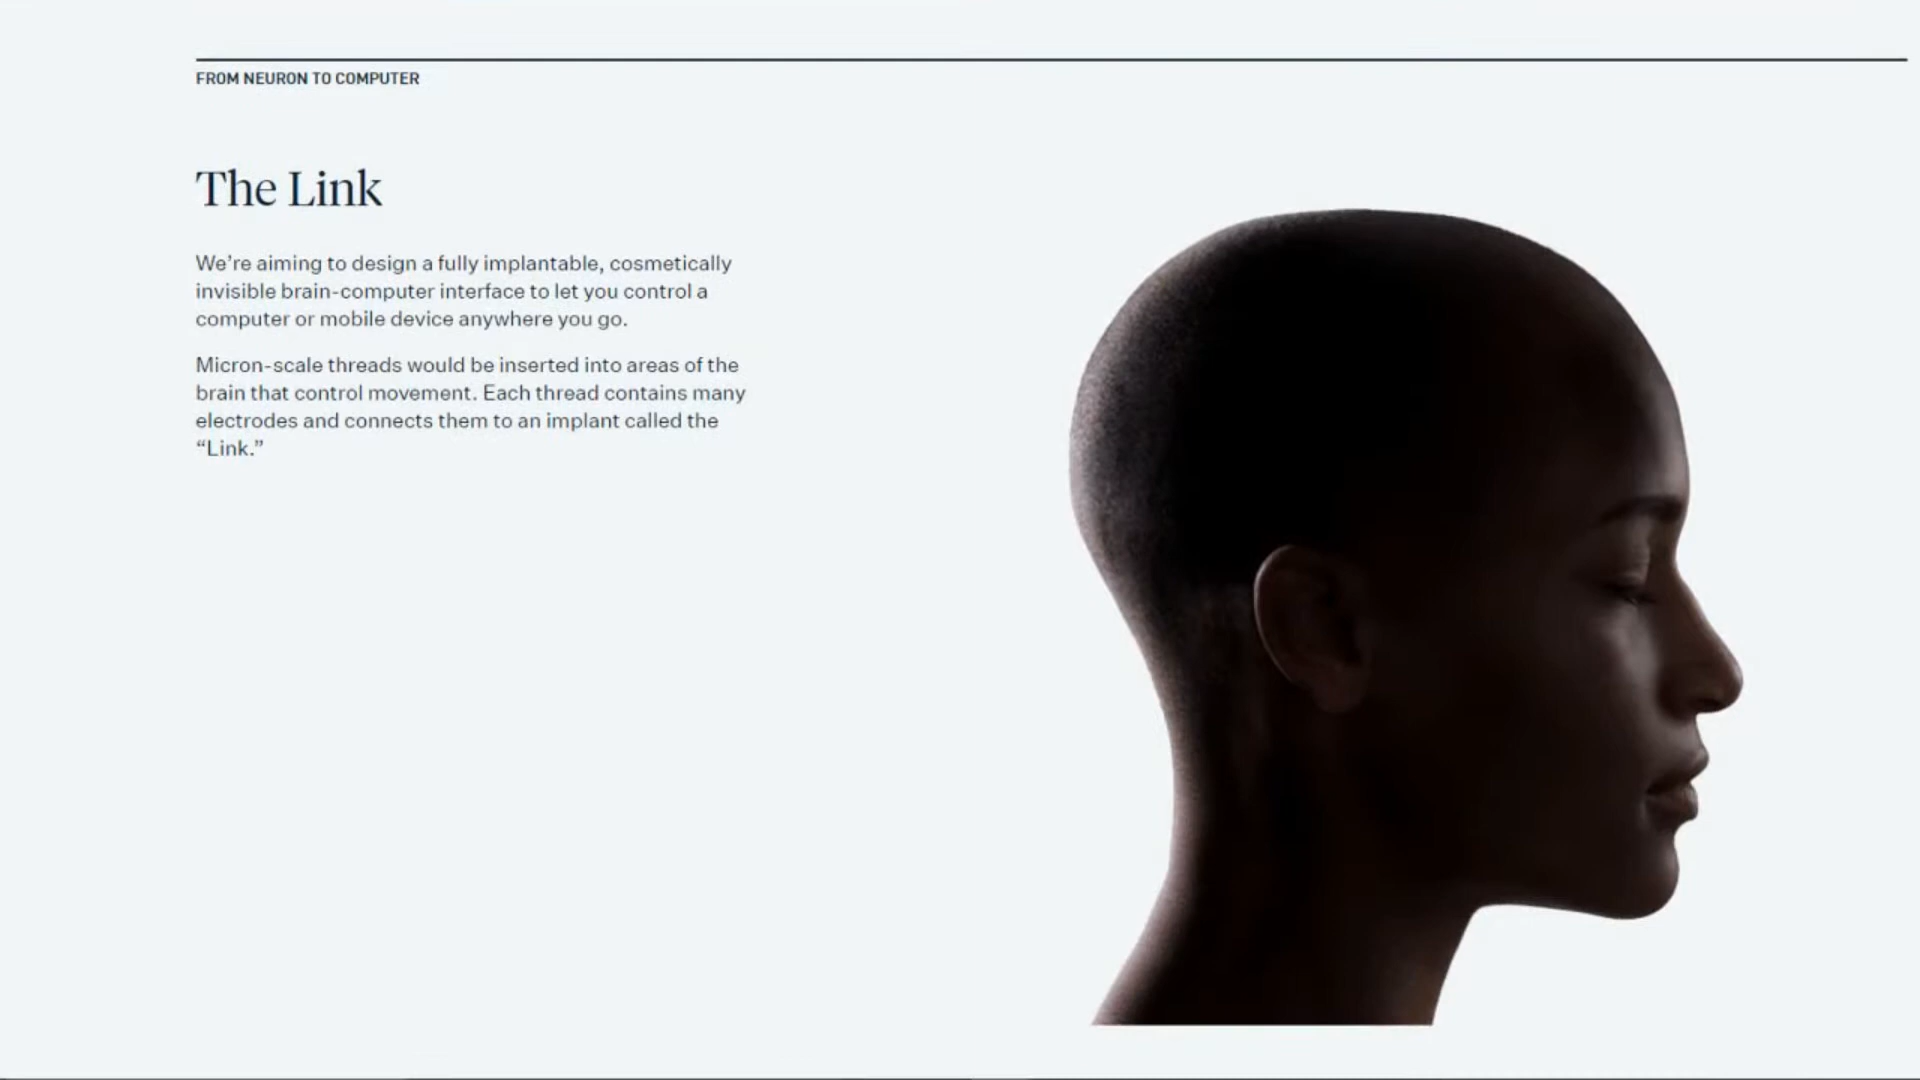 FROM NEURON TO COMPUTER
The Link
We’re aiming to design a fully implantable, cosmetically
invisible brain-computer interface to let you control a
computer or mobile device anywhere you go.
Micron-scale threads would be inserted into areas of the
brain that control movement. Each thread contains many
electrodes and connects them to an implant called the
“Link.”